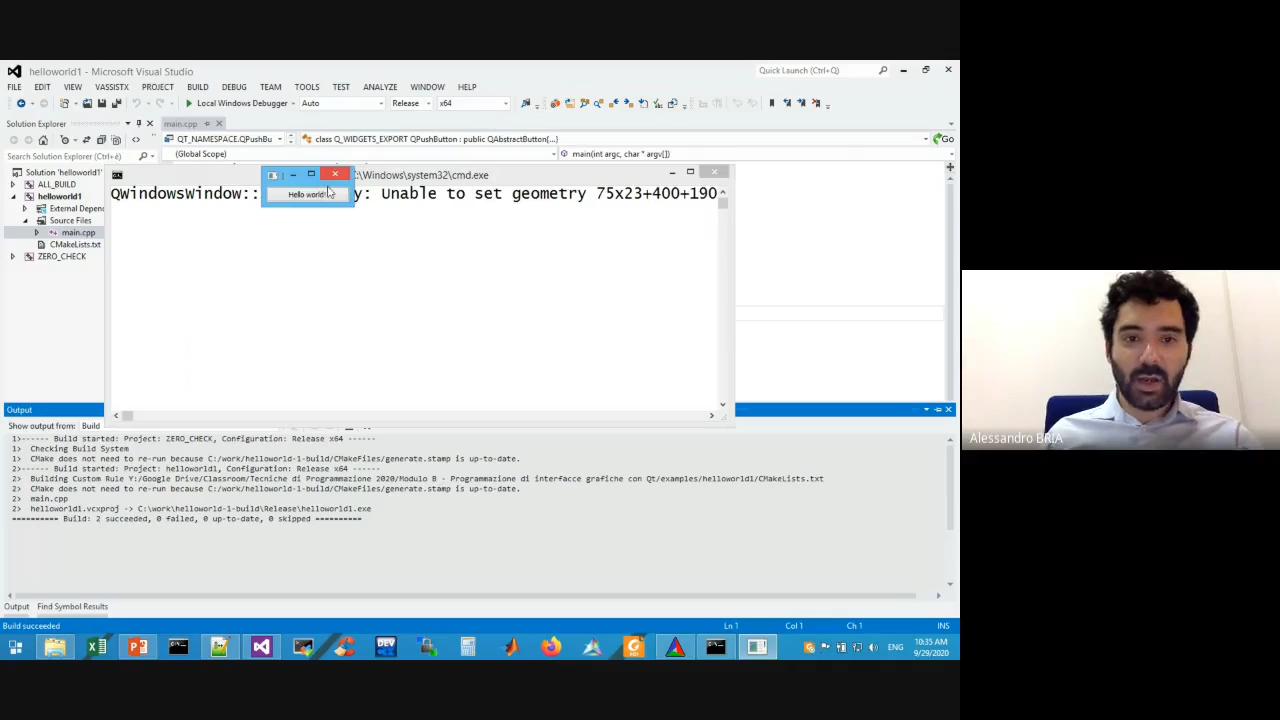 helloworld1 - Microsoft Visual Studio
Quick Launch (Ctrl+Q)
FILE EDIT VIEW VASSISTX PROJECT BUILD DEBUG TEAM TOOLS TEST ANALYZE WINDOW HELP
Local Windows Debugger Auto Release x64
Solution Explorer
main.cpp
QT_NAMESPACE.QPushBu
class Q_WIDGETS_EXPORT QPushButton : public QAbstractButton{...}
Go
Search Solution Explorer (Ctrl+è)
(Global Scope)
main(int argc, char * argv[])
Solution 'helloworld1'
ALL_BUILD
helloworld1
External Depend
Source Files
main.cpp
CMakeLists.txt
ZERO_CHECK
C:\Windows\system32\cmd.exe
Hello world!
QWindowsWindow:: y: Unable to set geometry 75x23+400+190
Output
Show output from: Build
1>------ Build started: Project: ZERO_CHECK, Configuration: Release x64 ------
1> Checking Build System
1> CMake does not need to re-run because C:/work/helloworld-1-build/CMakeFiles/generate.stamp is up-to-date.
2>------ Build started: Project: helloworld1, Configuration: Release x64 ------
2> Building Custom Rule Y:/Google Drive/Classroom/Tecniche di Programmazione 2020/Modulo B - Programmazione di interfacce grafiche con Qt/examples/helloworld1/CMakeLists.txt
2> CMake does not need to re-run because C:/work/helloworld-1-build/CMakeFiles/generate.stamp is up-to-date.
2> main.cpp
2> helloworld1.vcxproj -> C:\work\helloworld-1-build\Release\helloworld1.exe
========== Build: 2 succeeded, 0 failed, 0 up-to-date, 0 skipped ==========
Output Find Symbol Results
Build succeeded
Ln 1 Col 1 Ch 1 INS
DEV
ENG
10:35 AM
9/29/2020
Alessandro BRIA